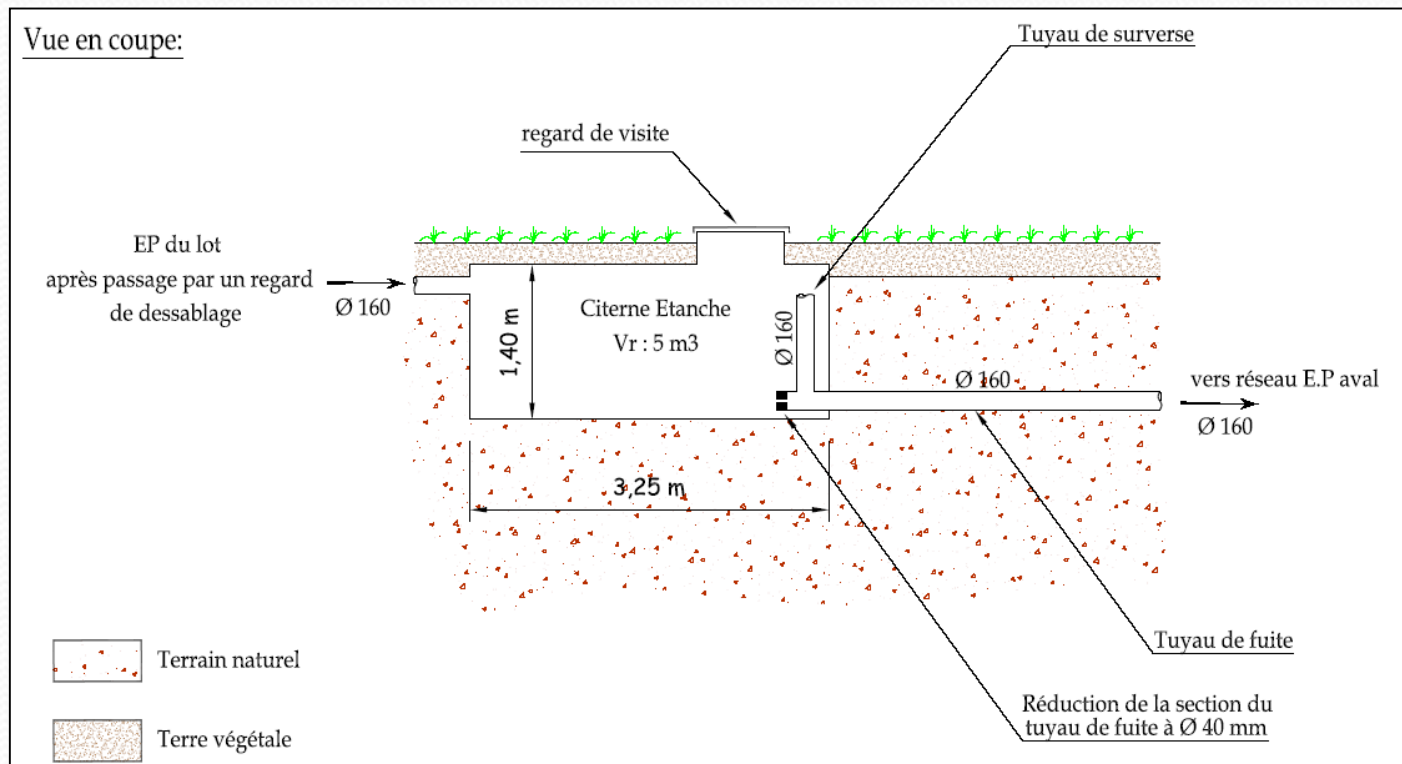 Vue en coupe:
Tuyau de surverse
regard de visite
EP du lot
après passage par un regard
de dessablage
Ø 160
Citerne Etanche
Vr : 5 m3
1,40 m
Ø 160
Ø 160
vers réseau E.P aval
Ø 160
3,25 m
Tuyau de fuite
Terrain naturel
Réduction de la section du
tuyau de fuite à Ø 40 mm
Terre végétale